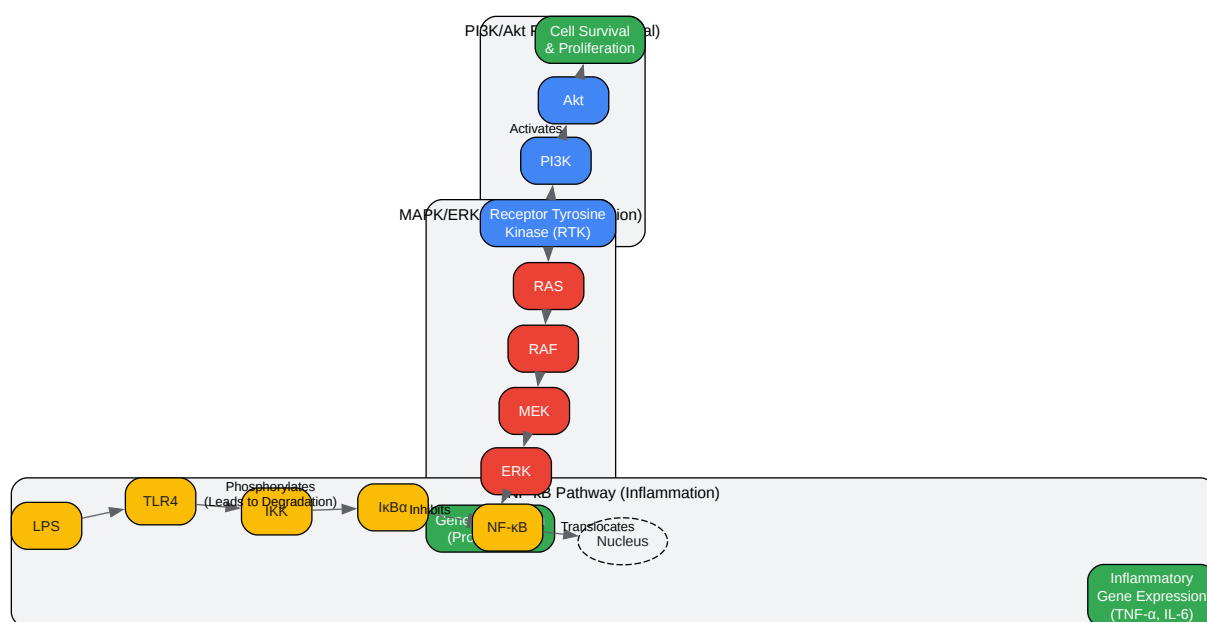 PI3K/Akt
al)
Cell Survival
& Proliferation
Akt
Activates
PI3K
MAPK/ERK
ion)
Receptor Tyrosine
Kinase (RTK)
RAS
RAF
MEK
ERK
κB Pathway (Inflammation)
LPS
TLR4
Phosphorylates
(Leads to Degradation)
IKK
IκBα
Inhibits
Gene
(Pro
NF-κB
Translocates
Nucleus
Inflammatory
Gene Expression
(TNF-α, IL-6)